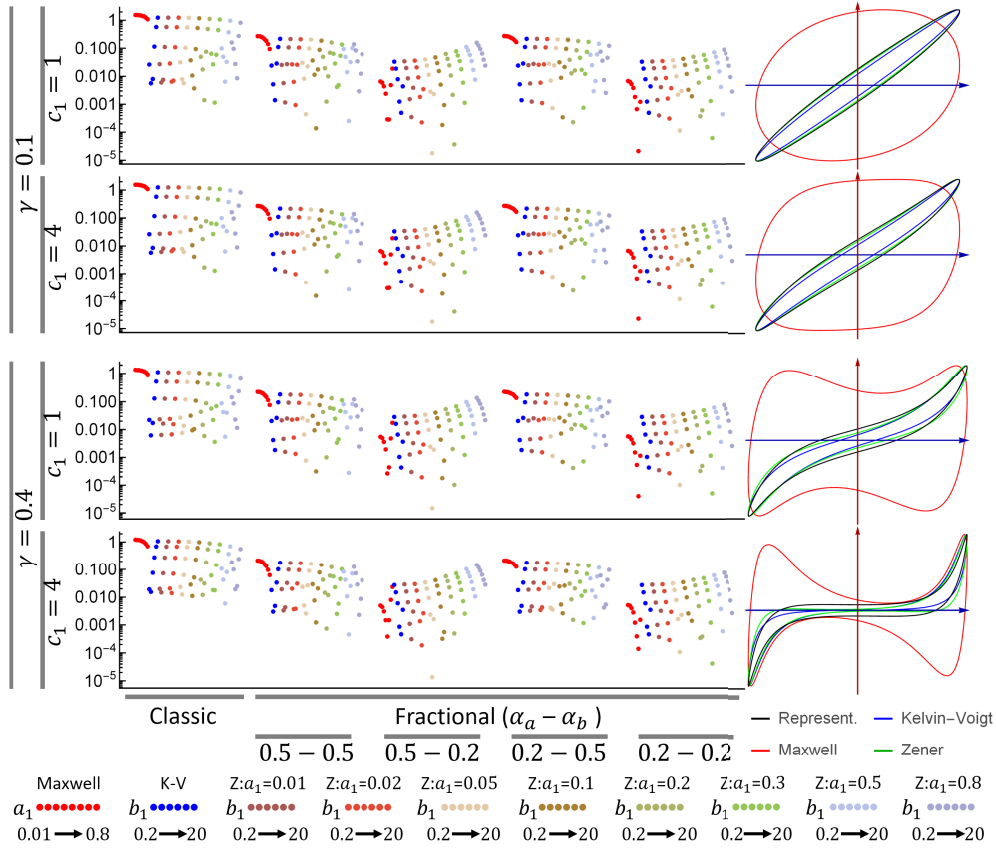 1
0.100
0.010
0.001
10⁻⁴
10⁻⁵
c₁ = 1
γ = 0.1
1
0.100
0.010
0.001
10⁻⁴
10⁻⁵
c₁ = 4
1
0.100
0.010
0.001
10⁻⁴
10⁻⁵
c₁ = 1
γ = 0.4
1
0.100
0.010
0.001
10⁻⁴
10⁻⁵
c₁ = 4
Classic
Fractional (αₐ − α_b )
0.5 − 0.5 0.5 − 0.2 0.2 − 0.5 0.2 − 0.2
Represent. Kelvin−Voigt
Maxwell Zener
Maxwell K-V Z:a₁=0.01 Z:a₁=0.02 Z:a₁=0.05 Z:a₁=0.1 Z:a₁=0.2 Z:a₁=0.3 Z:a₁=0.5 Z:a₁=0.8
a₁ b₁ b₁ b₁ b₁ b₁ b₁ b₁ b₁ b₁
0.01 → 0.8 0.2 → 20 0.2 → 20 0.2 → 20 0.2 → 20 0.2 → 20 0.2 → 20 0.2 → 20 0.2 → 20 0.2 → 20